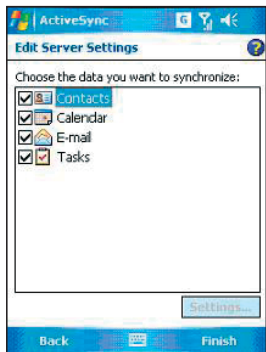 ActiveSync G
Edit Server Settings ?
Choose the data you want to synchronize:
Contacts
Calendar
E-mail
Tasks
Settings...
Back Finish